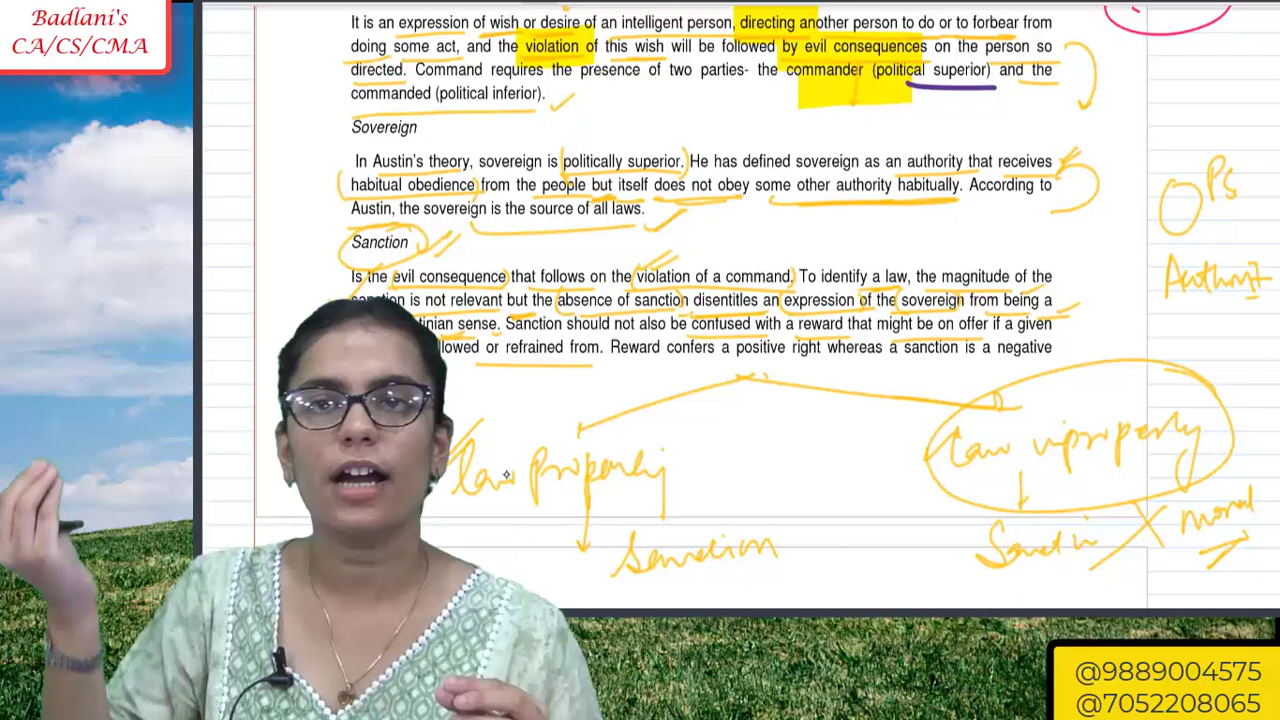 Badlani's
CA/CS/CMA
It is an expression of wish or desire of an intelligent person, directing another person to do or to forbear from
doing some act, and the violation of this wish will be followed by evil consequences on the person so
directed. Command requires the presence of two parties- the commander (political superior) and the
commanded (political inferior).
Sovereign
In Austin's theory, sovereign is politically superior. He has defined sovereign as an authority that receives
habitual obedience from the people but itself does not obey some other authority habitually. According to
Austin, the sovereign is the source of all laws.
Sanction
Is the evil consequence that follows on the violation of a command. To identify a law, the magnitude of the
is not relevant but the absence of sanction disentitles an expression of the sovereign from being a
sense. Sanction should not also be confused with a reward that might be on offer if a given
or refrained from. Reward confers a positive right whereas a sanction is a negative
PS
Law
Sanction
moral
@9889004575
@7052208065